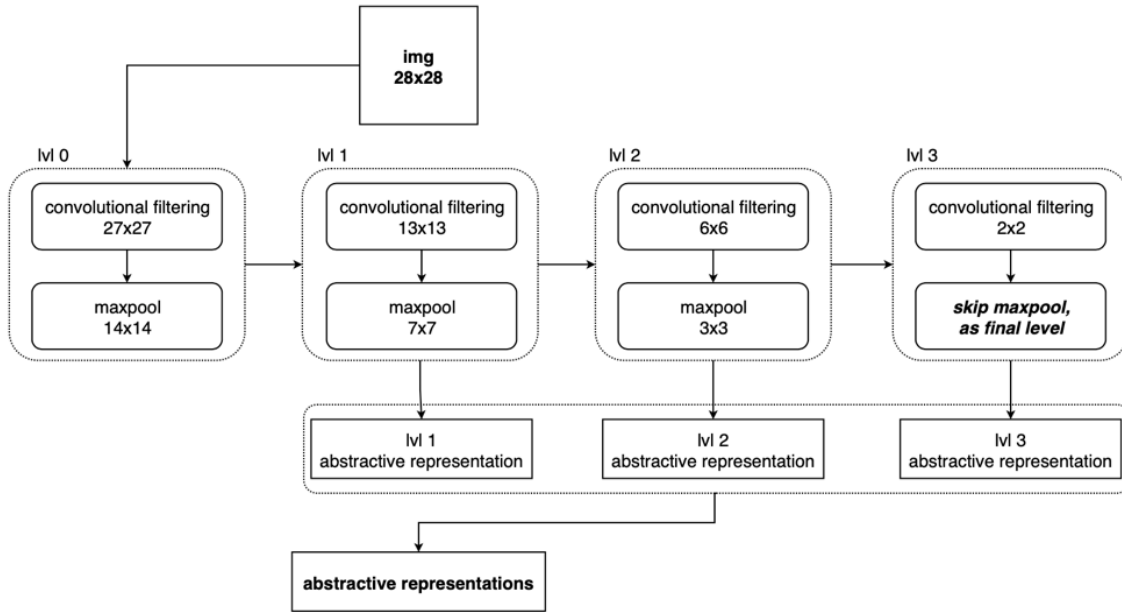 img
28x28
lvl 0
lvl 1
lvl 2
lvl 3
convolutional filtering
27x27
maxpool
14x14
convolutional filtering
13x13
maxpool
7x7
convolutional filtering
6x6
maxpool
3x3
convolutional filtering
2x2
skip maxpool,
as final level
lvl 1
abstractive representation
lvl 2
abstractive representation
lvl 3
abstractive representation
abstractive representations